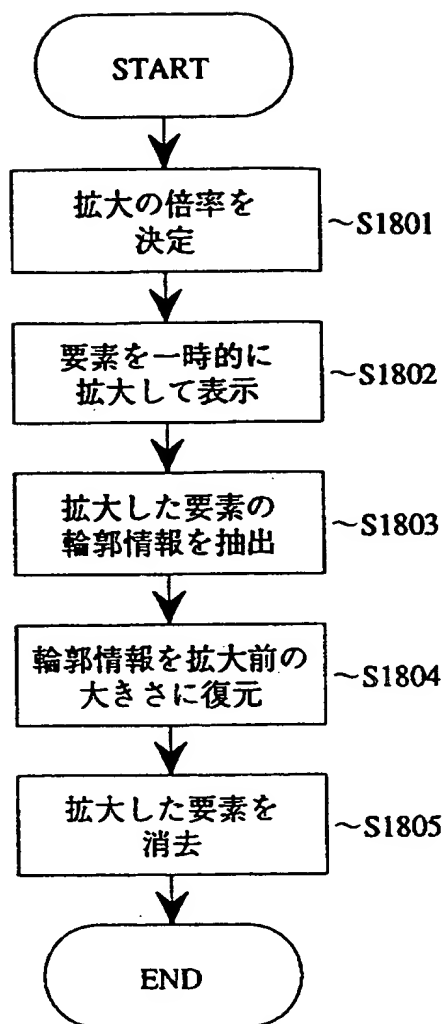 START
拡大の倍率を
決定
~S1801
要素を一時的に
拡大して表示
~S1802
拡大した要素の
輪郭情報を抽出
~S1803
輪郭情報を拡大前の
大きさに復元
~S1804
拡大した要素を
消去
~S1805
END